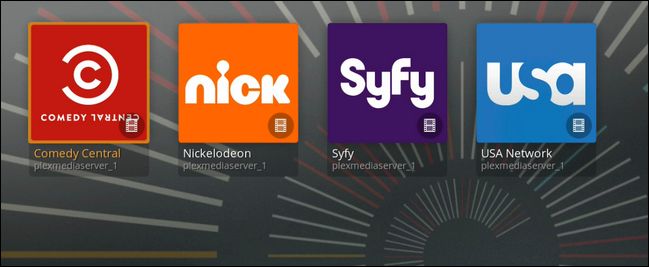 COMEDY CENTRAL
nick
Syfy
usa
Comedy Central
plexmediaserver_1
Nickelodeon
plexmediaserver_1
Syfy
plexmediaserver_1
USA Network
plexmediaserver_1